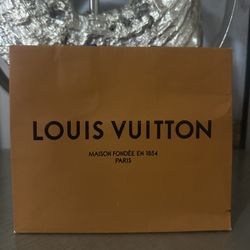 LOUIS VUITTON
MAISON FONDÉE EN 1854
PARIS